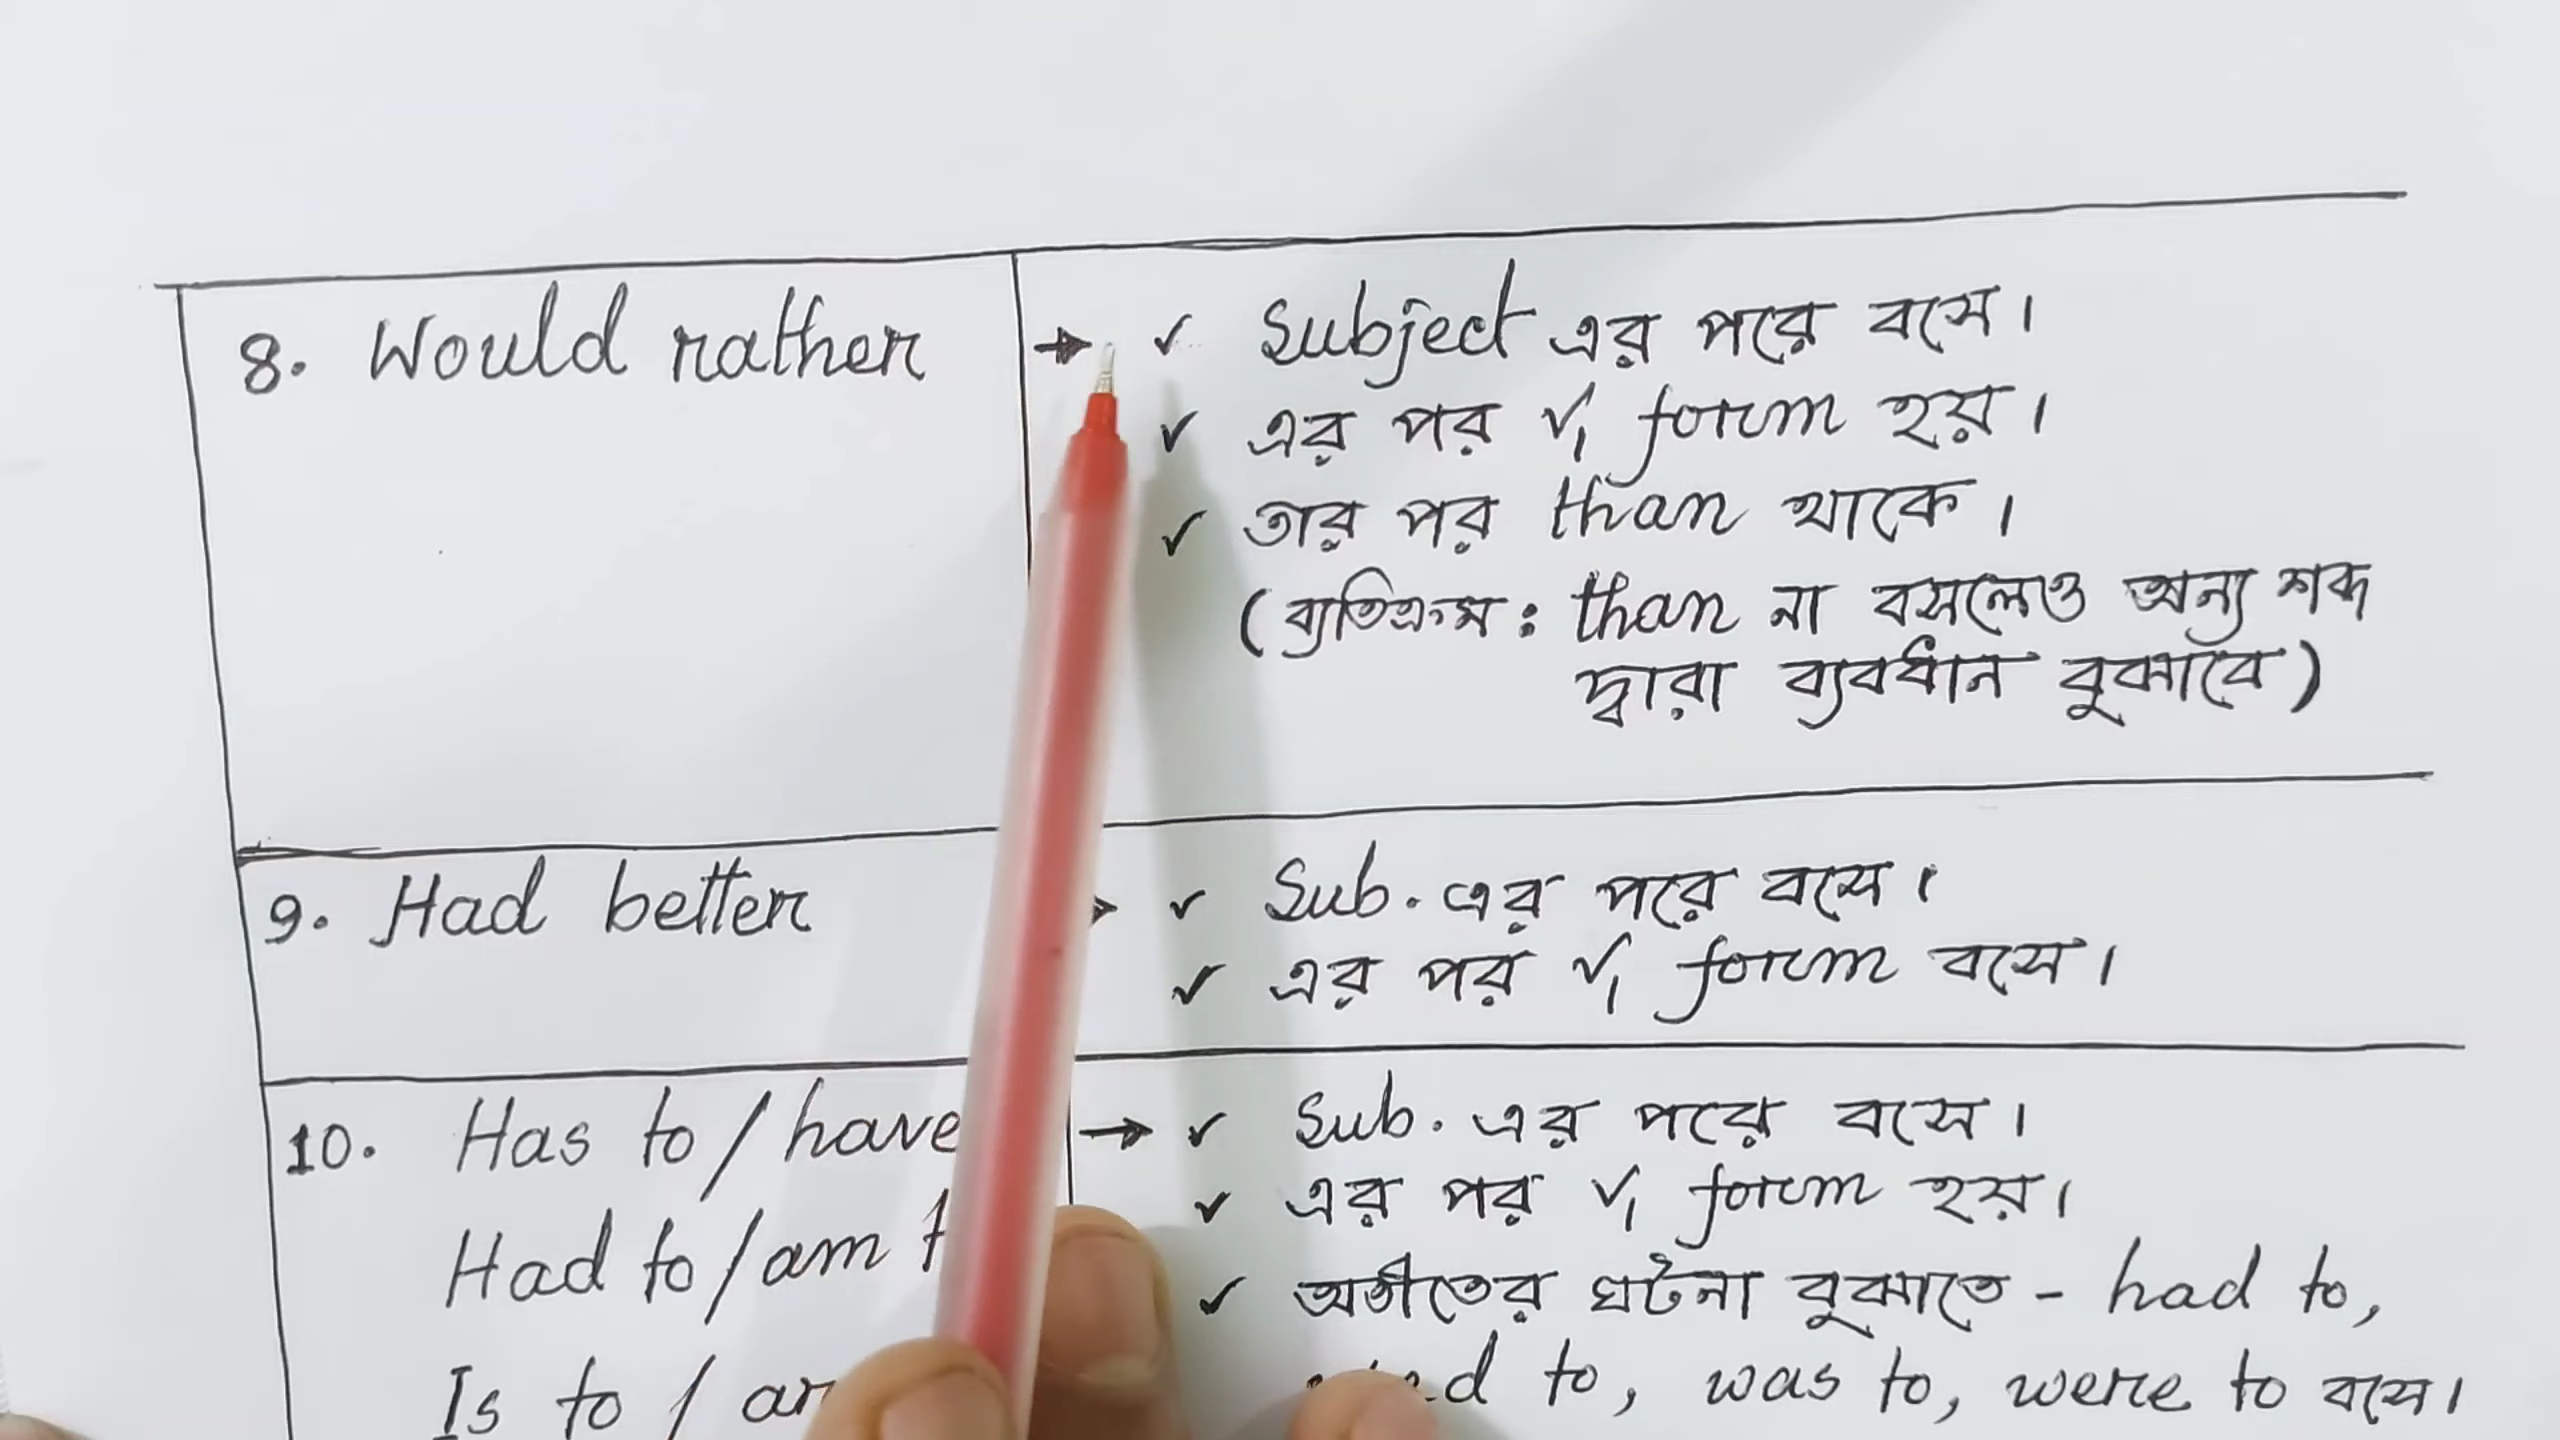 8. Would rather → ✓ Subject এর পরে বসে।
✓ এর পর V1 form হয়।
✓ তার পর than থাকে।
(ব্যতিক্রম: than না বসলেও অন্য শব্দ
দ্বারা ব্যবধান বুঝাবে)
9. Had better ✓ Sub. এর পরে বসে।
✓ এর পর V1 form বসে।
10. Has to / have → ✓ Sub. এর পরে বসে।
✓ এর পর V1 form হয়।
Had to / am
✓ অতীতের ঘটনা বুঝাতে - had to,
Is to /
to, was to, were to বসে।